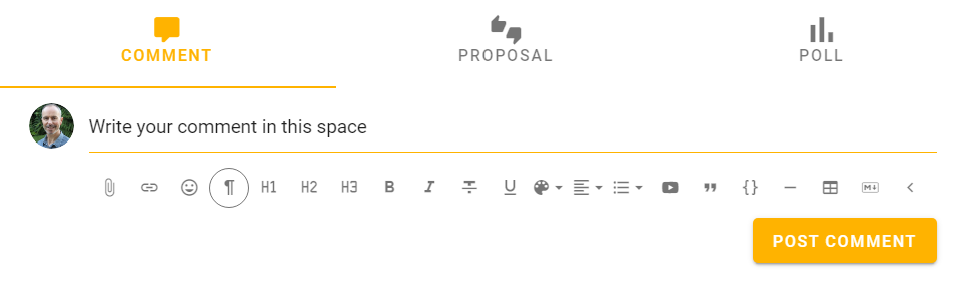 COMMENT
PROPOSAL
POLL
Write your comment in this space
¶ H1 H2 H3 B I S U M↓
POST COMMENT